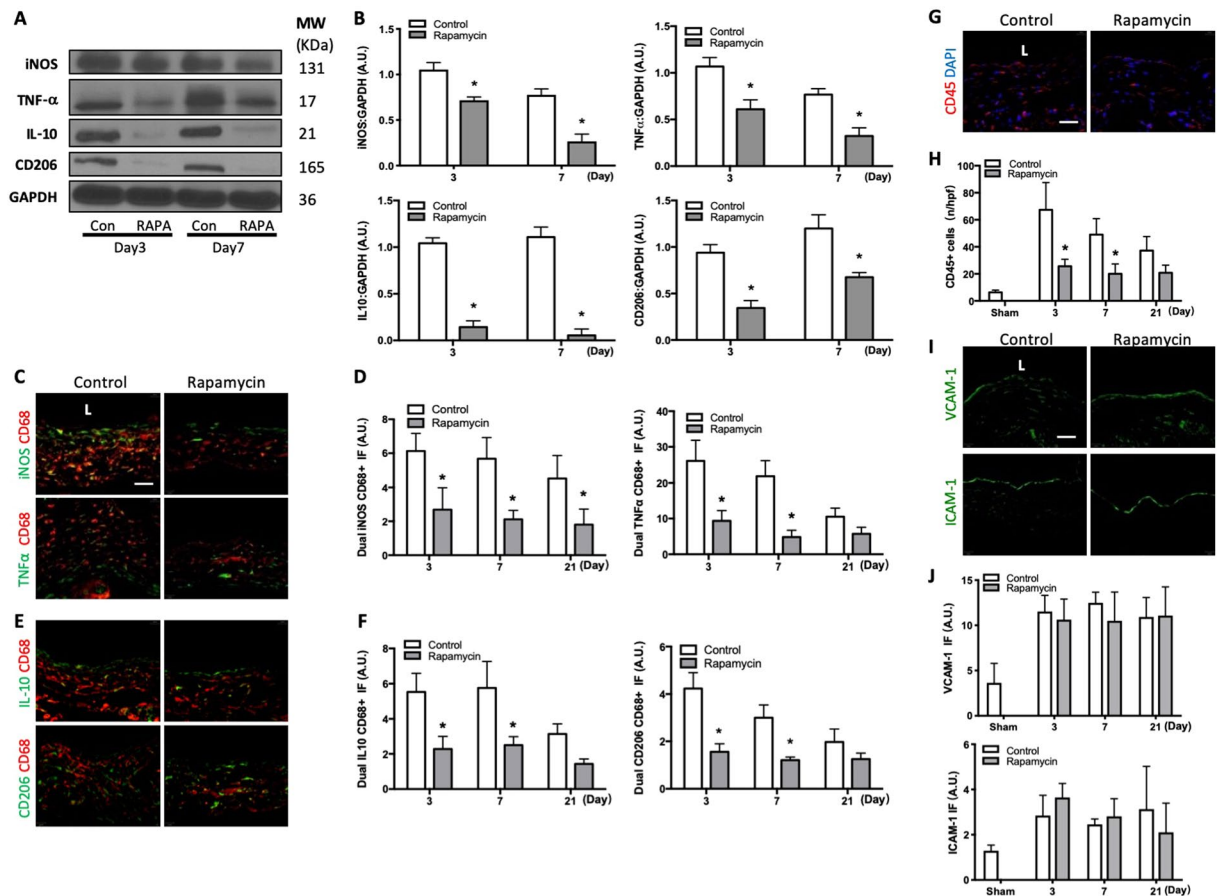 A
MW
(KDa)
iNOS
131
TNF-α
17
IL-10
21
CD206
165
GAPDH
36
Con RAPA Con RAPA
Day3 Day7
B
Control
Rapamycin
iNOS:GAPDH (A.U.)
1.5
1.0
0.5
0.0
* *
3 7 (Day)
Control
Rapamycin
TNFα:GAPDH (A.U.)
1.5
1.0
0.5
0.0
* *
3 7 (Day)
IL10:GAPDH (A.U.)
1.5
1.0
0.5
0.0
Control
Rapamycin
* *
3 7 (Day)
CD206:GAPDH (A.U.)
1.5
1.0
0.5
0.0
Control
Rapamycin
* *
3 7 (Day)
C
Control Rapamycin
L
iNOS CD68
TNFα CD68
D
Control
Rapamycin
Dual iNOS CD68+ IF (A.U.)
8
6
4
2
0
* * *
3 7 21 (Day)
Control
Rapamycin
Dual TNFα CD68+ IF (A.U.)
40
30
20
10
0
* *
3 7 21 (Day)
E
IL-10 CD68
CD206 CD68
F
Control
Rapamycin
Dual IL10 CD68+ IF (A.U.)
8
6
4
2
0
* *
3 7 21 (Day)
Control
Rapamycin
Dual CD206 CD68+ IF (A.U.)
6
4
2
0
* *
3 7 21 (Day)
G
Control Rapamycin
L
CD45 DAPI
H
Control
Rapamycin
CD45+ cells (n/hpf)
100
80
60
40
20
0
* *
Sham 3 7 21 (Day)
I
Control Rapamycin
L
VCAM-1
ICAM-1
J
Control
Rapamycin
VCAM-1 IF (A.U.)
15
10
5
0
Sham 3 7 21 (Day)
Control
Rapamycin
ICAM-1 IF (A.U.)
6
4
2
0
Sham 3 7 21 (Day)